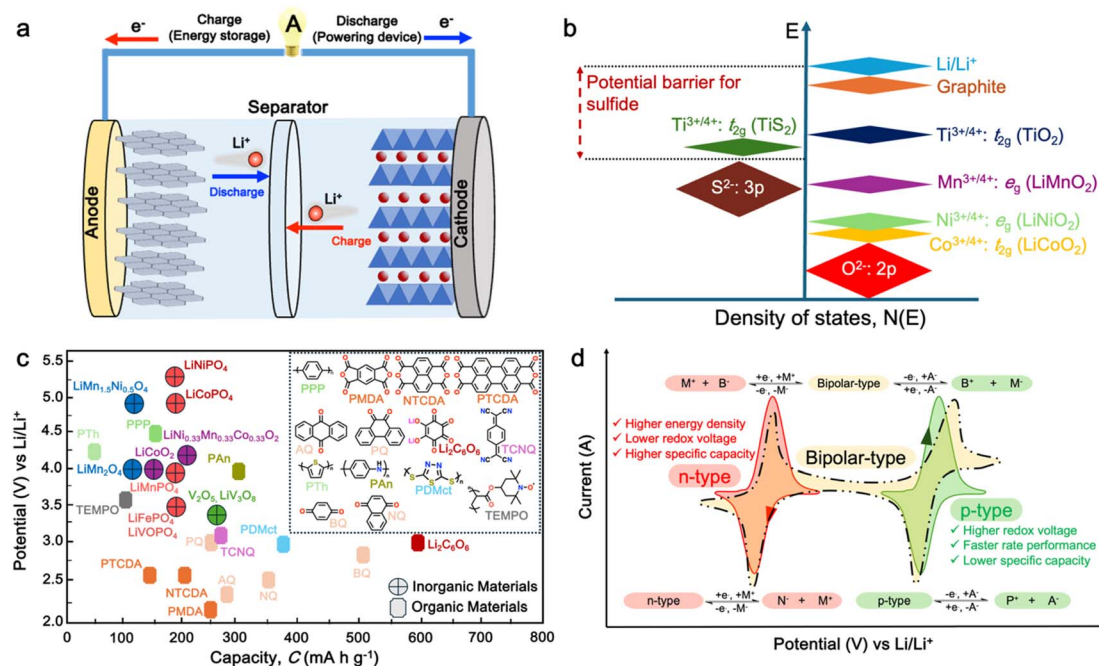 a
e⁻
Charge
(Energy storage)
A
Discharge
(Powering device)
e⁻
Separator
Li⁺
Discharge
Li⁺
Charge
Anode
Cathode
b
E
Potential barrier for
sulfide
Li/Li⁺
Graphite
Ti³⁺/⁴⁺: t₂g (TiS₂)
Ti³⁺/⁴⁺: t₂g (TiO₂)
S²⁻: 3p
Mn³⁺/⁴⁺: eg (LiMnO₂)
Ni³⁺/⁴⁺: eg (LiNiO₂)
Co³⁺/⁴⁺: t₂g (LiCoO₂)
O²⁻: 2p
Density of states, N(E)
c
Potential (V) vs Li/Li⁺
5.5
5.0
4.5
4.0
3.5
3.0
2.5
2.0
0
100
200
300
400
500
600
700
800
Capacity, C (mA h g⁻¹)
LiNiPO₄
LiMn₁.₅Ni₀.₅O₄
LiCoPO₄
PPP
PTh
LiNi₀.₃₃Mn₀.₃₃Co₀.₃₃O₂
LiCoO₂
PAn
LiMn₂O₄
LiMnPO₄
V₂O₅, LiV₃O₈
TEMPO
LiFePO₄
LiVOPO₄
PDMct
PQ
TCNQ
Li₂C₆O₆
PTCDA
BQ
NTCDA
AQ
NQ
PMDA
Inorganic Materials
Organic Materials
PPP
n
PMDA
NTCDA
PTCDA
AQ
PQ
LiO
LiO
Li₂C₆O₆
NC
CN
NC
CN
TCNQ
S
n
PTh
H
N
n
PAn
N-N
S
S
S
n
PDMct
N-O
TEMPO
BQ
NQ
d
M⁺ + B⁻
+e⁻, +M⁺
-e⁻, -M⁻
Bipolar-type
-e⁻, +A⁻
+e⁻, -A⁻
B⁺ + M⁻
Higher energy density
Lower redox voltage
Higher specific capacity
n-type
Bipolar-type
p-type
Higher redox voltage
Faster rate performance
Lower specific capacity
n-type
+e⁻, +M⁺
-e⁻, -M⁻
N⁻ + M⁺
p-type
-e⁻, +A⁻
+e⁻, -A⁻
P⁺ + A⁻
Current (A)
Potential (V) vs Li/Li⁺